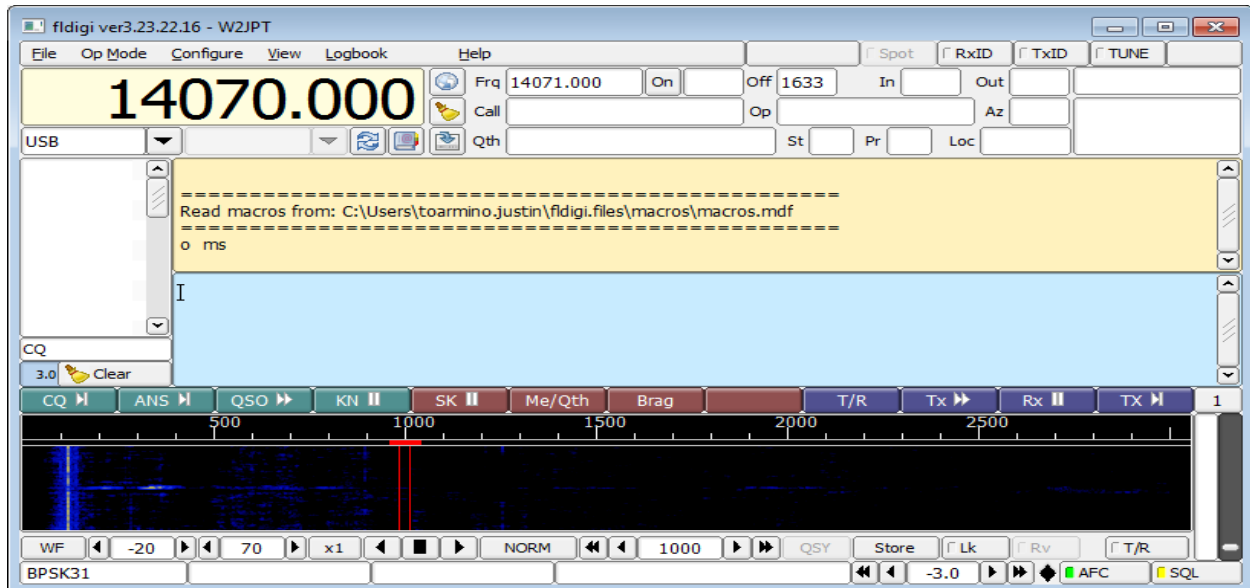 fldigi ver3.23.22.16 - W2JPT
File Op Mode Configure View Logbook Help Spot RxID TxID TUNE
14070.000
Frq 14071.000 On Off 1633 In Out
Call Op Az
USB Qth St Pr Loc
==================================================
Read macros from: C:\Users\toarmino.justin\fldigi.files\macros\macros.mdf
==================================================
o ms
CQ
3.0 Clear
CQ ANS QSO KN SK Me/Qth Brag T/R Tx Rx TX 1
500 1000 1500 2000 2500
WF -20 70 x1 NORM 1000 QSY Store Lk Rv T/R
BPSK31 -3.0 AFC SQL